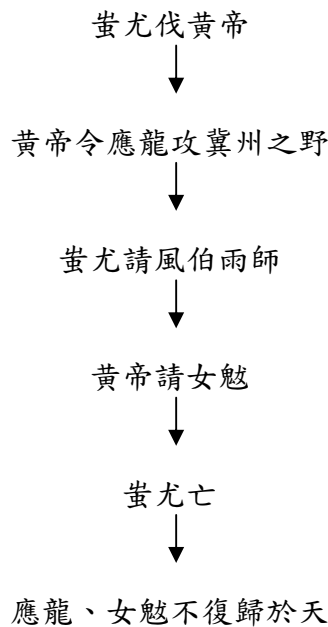 蚩尤伐黃帝
黃帝令應龍攻冀州之野
蚩尤請風伯雨師
黃帝請女魃
蚩尤亡
應龍、女魃不復歸於天